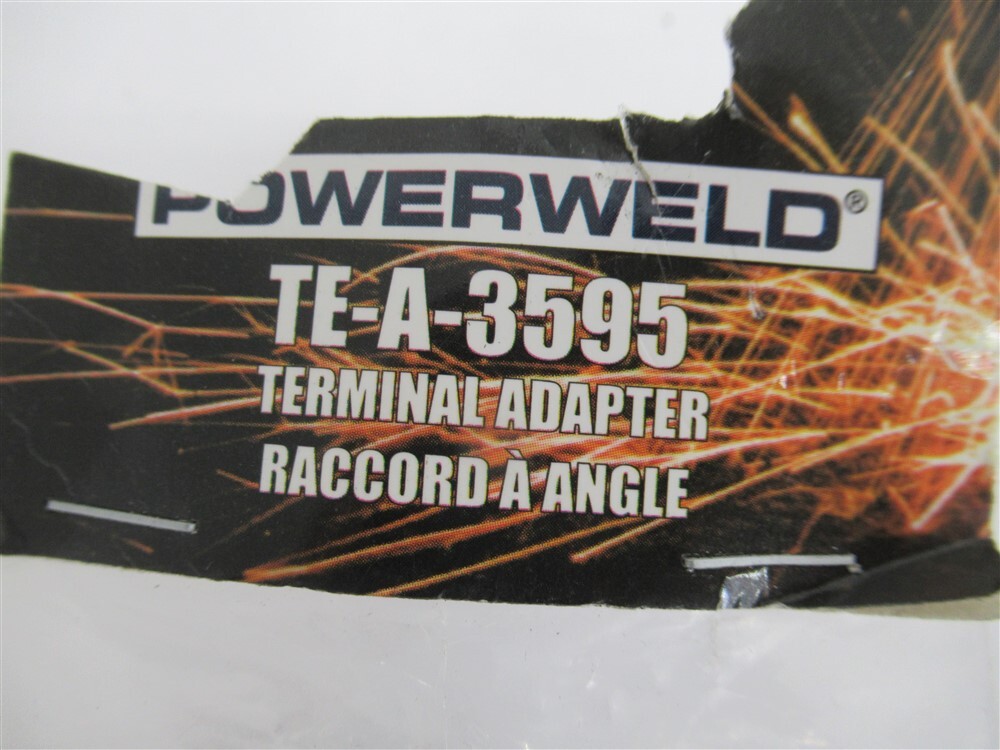 POWERWELD®
TE-A-3595
TERMINAL ADAPTER
RACCORD À ANGLE